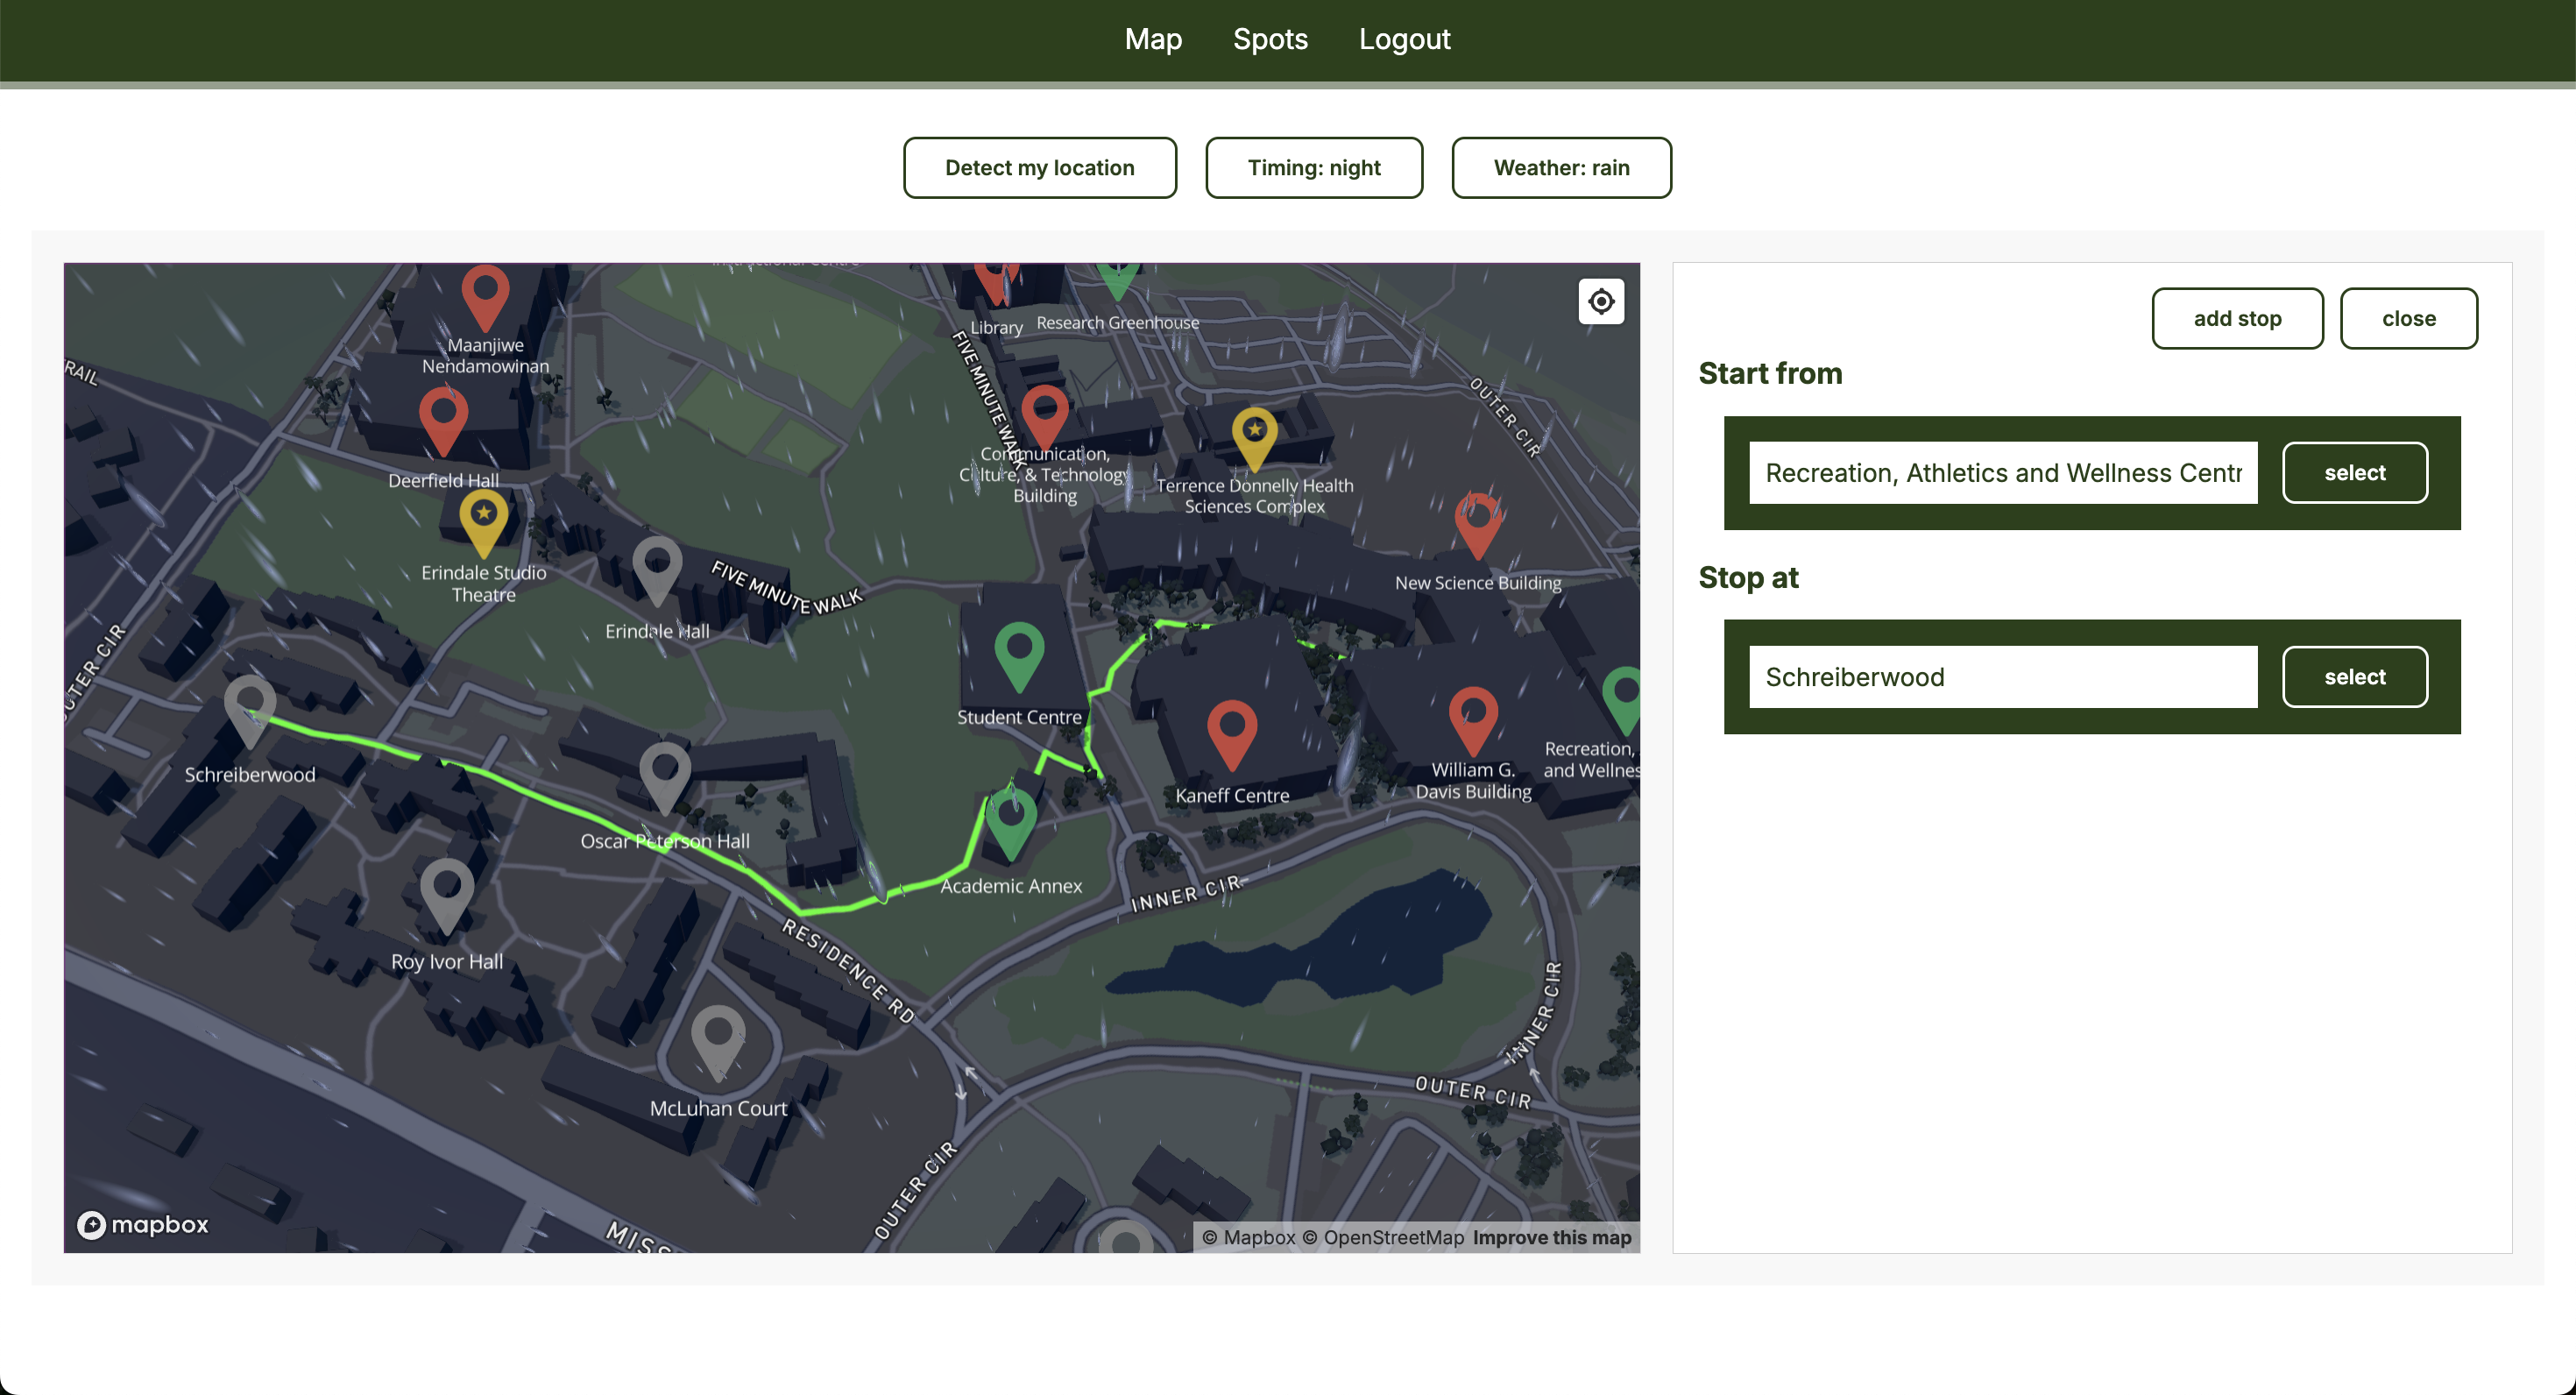 Map Spots Logout
Detect my location
Timing: night
Weather: rain
Instructional Centre
Library
Research Greenhouse
Maanjiwe
Nendamowinan
RAIL
FIVE MINUTE WALK
OUTER CIR
Deerfield Hall
Communication,
Culture, & Technology
Building
Terrence Donnelly Health
Sciences Complex
Erindale Studio
Theatre
FIVE MINUTE WALK
New Science Building
Erindale Hall
OUTER CIR
Student Centre
Schreiberwood
Kaneff Centre
William G.
Davis Building
Recreation,
and Wellnes
Oscar Peterson Hall
Academic Annex
INNER CIR
Roy Ivor Hall
RESIDENCE RD
INNER CIR
McLuhan Court
OUTER CIR
OUTER CIR
MISS
mapbox
© Mapbox © OpenStreetMap Improve this map
add stop
close
Start from
Recreation, Athletics and Wellness Centr
select
Stop at
Schreiberwood
select